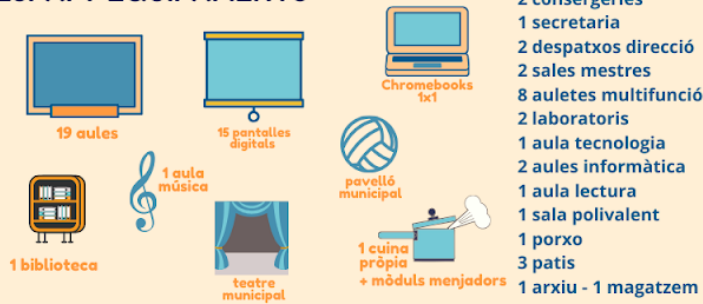 2 consergeries
1 secretaria
2 despatxos direcció
2 sales mestres
8 auletes multifunció
2 laboratoris
1 aula tecnologia
2 aules informàtica
1 aula lectura
1 sala polivalent
1 porxo
3 patis
1 arxiu - 1 magatzem
Chromebooks
1x1
19 aules
15 pantalles
digitals
1 aula
música
pavelló
municipal
1 biblioteca
teatre
municipal
1 cuina
pròpia
+ mòduls menjadors